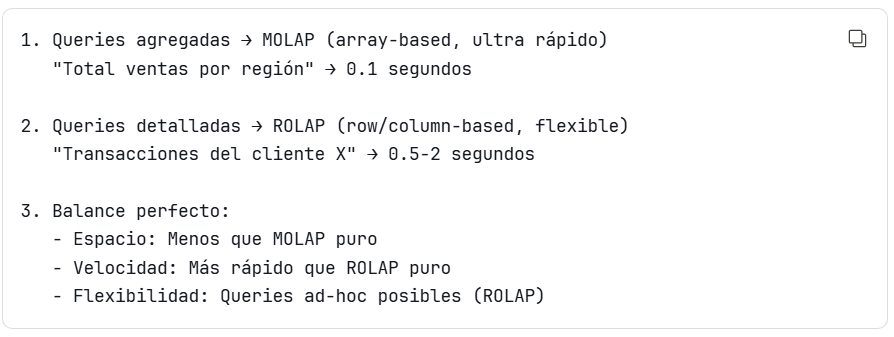 1. Queries agregadas → MOLAP (array-based, ultra rápido)
"Total ventas por región" → 0.1 segundos
2. Queries detalladas → ROLAP (row/column-based, flexible)
"Transacciones del cliente X" → 0.5-2 segundos
3. Balance perfecto:
- Espacio: Menos que MOLAP puro
- Velocidad: Más rápido que ROLAP puro
- Flexibilidad: Queries ad-hoc posibles (ROLAP)